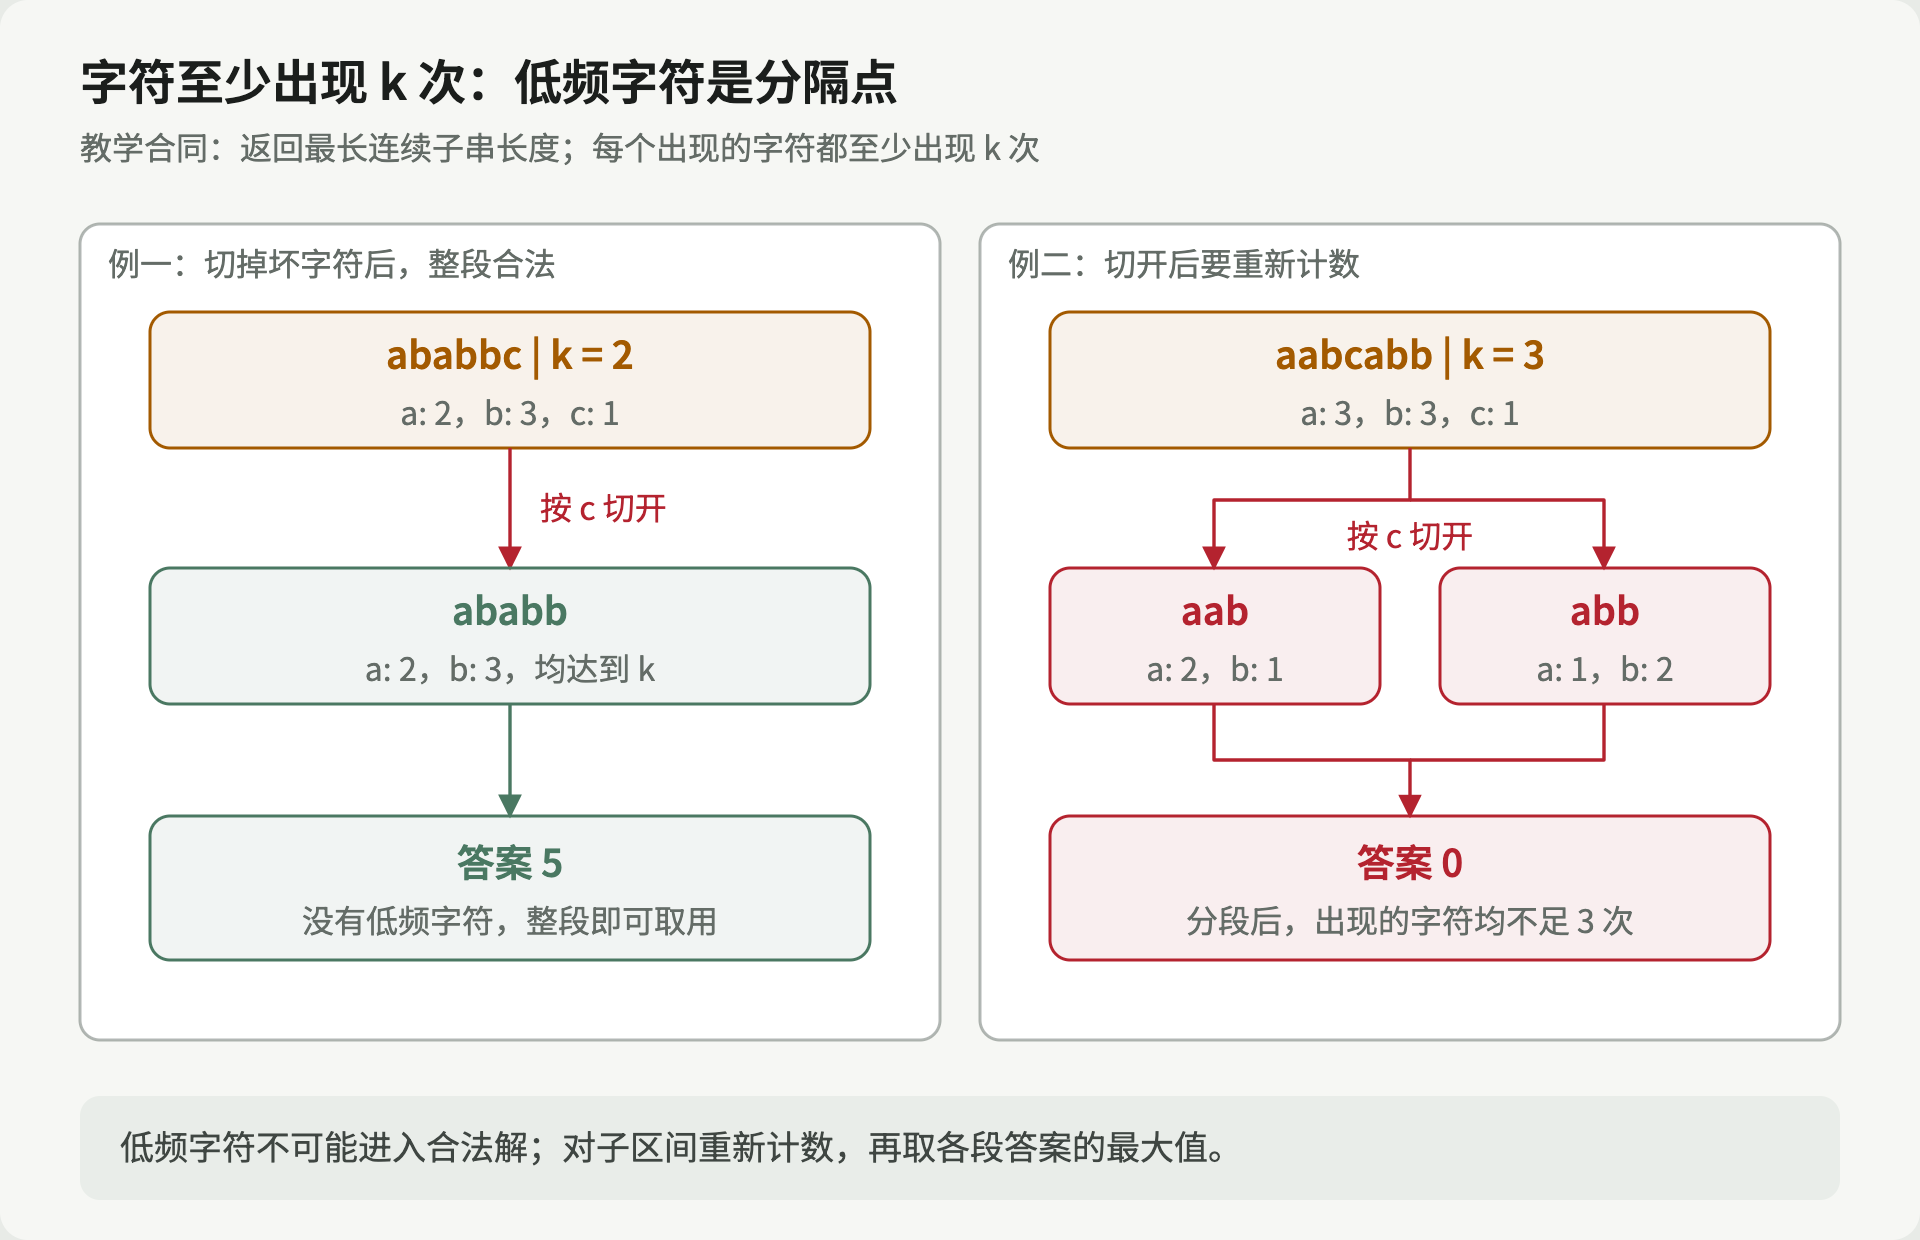 字符至少出现 k 次：低频字符是分隔点
教学合同：返回最长连续子串长度；每个出现的字符都至少出现 k 次
例一：切掉坏字符后，整段合法
ababbc | k = 2
a: 2，b: 3，c: 1
按 c 切开
ababb
a: 2，b: 3，均达到 k
答案 5
没有低频字符，整段即可取用
例二：切开后要重新计数
aabcabb | k = 3
a: 3，b: 3，c: 1
按 c 切开
aab
a: 2，b: 1
abb
a: 1，b: 2
答案 0
分段后，出现的字符均不足 3 次
低频字符不可能进入合法解；对子区间重新计数，再取各段答案的最大值。